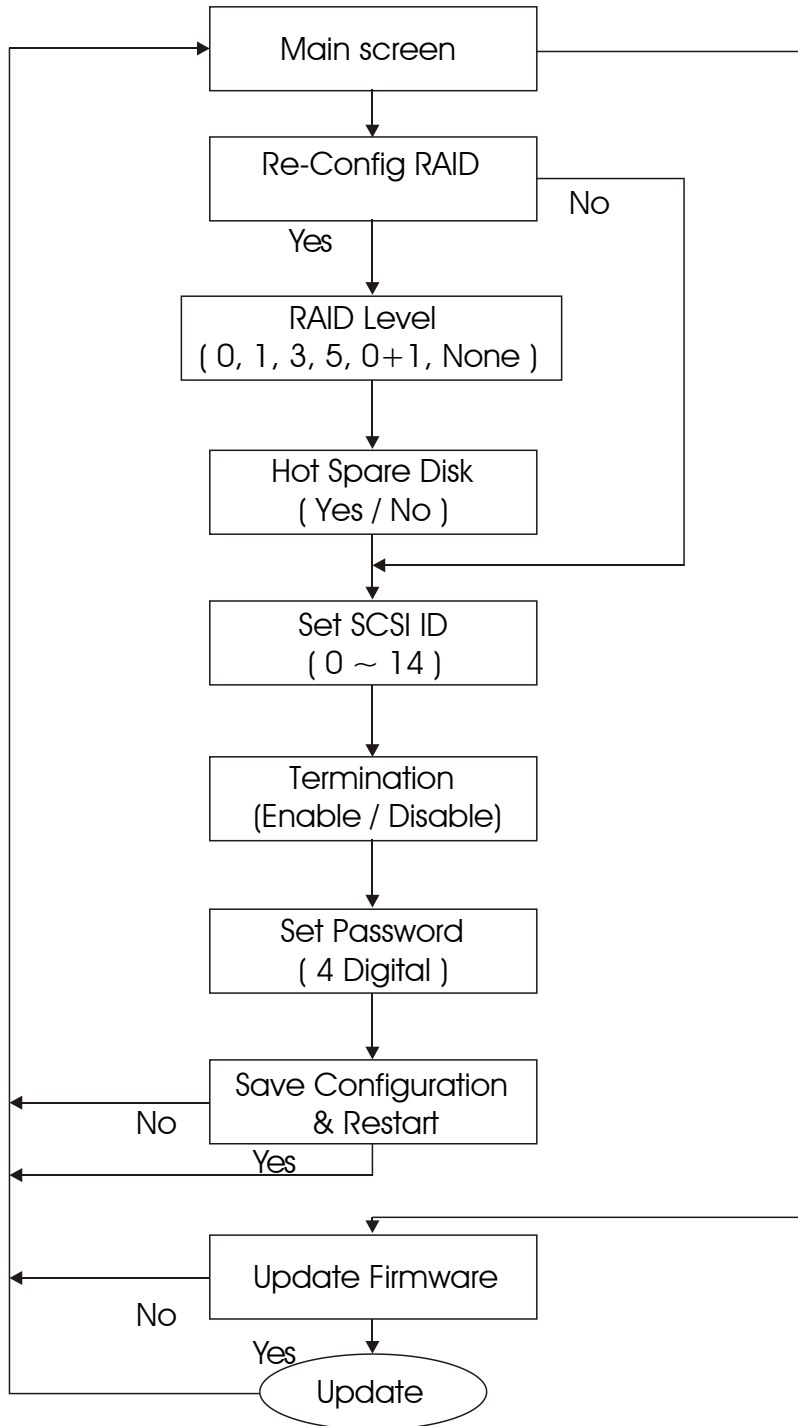 Main screen
Re-Config RAID
No
Yes
RAID Level
( 0, 1, 3, 5, 0+1, None )
Hot Spare Disk
( Yes / No )
Set SCSI ID
( 0 ~ 14 )
Termination
(Enable / Disable)
Set Password
( 4 Digital )
Save Configuration
& Restart
No
Yes
Update Firmware
No
Yes
Update